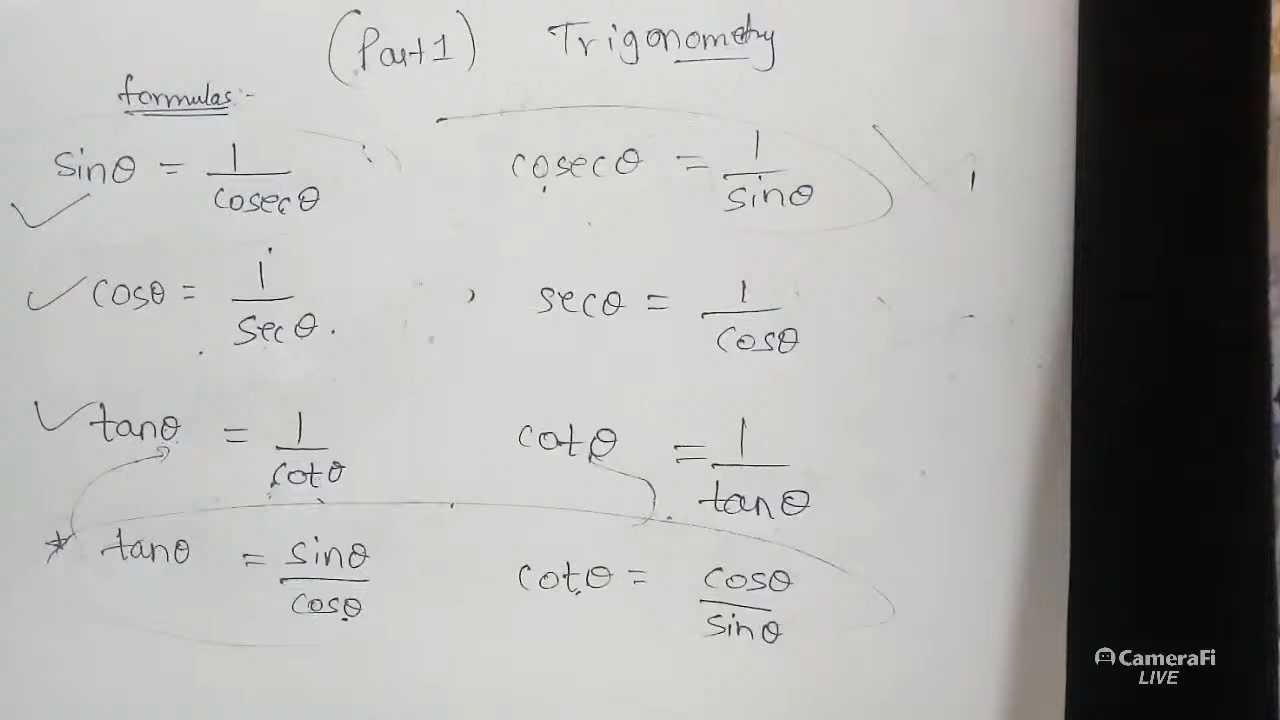 (Part 1) Trigonometry
formulas:-
sinθ = 1/cosecθ    cosecθ = 1/sinθ
cosθ = 1/secθ. , secθ = 1/cosθ
tanθ = 1/cotθ    cotθ = 1/tanθ
* tanθ = sinθ/cosθ    cotθ = cosθ/sinθ
CameraFi
LIVE